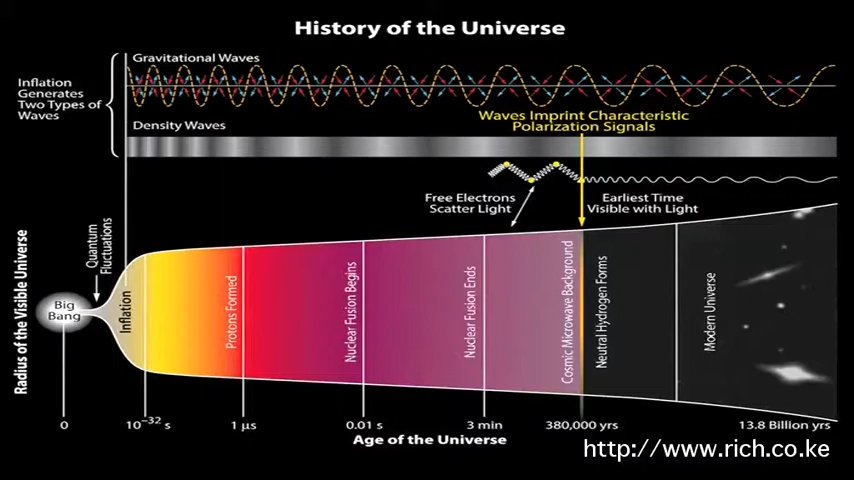 History of the Universe
Gravitational Waves
Inflation
Generates
Two Types of
Waves
Density Waves
Waves Imprint Characteristic
Polarization Signals
Free Electrons
Scatter Light
Earliest Time
Visible with Light
Radius of the Visible Universe
Quantum
Fluctuations
Big
Bang
Inflation
Protons Formed
Nuclear Fusion Begins
Nuclear Fusion Ends
Cosmic Microwave Background
Neutral Hydrogen Forms
Modern Universe
0
10⁻³² s
1 µs
0.01 s
3 min
380,000 yrs
13.8 Billion yrs
Age of the Universe
http://www.rich.co.ke